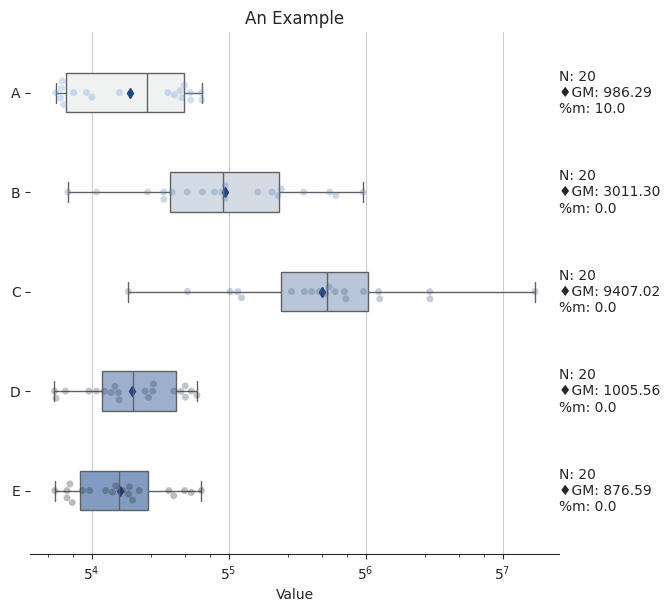 An Example
A
N: 20
♦GM: 986.29
%m: 10.0
B
N: 20
♦GM: 3011.30
%m: 0.0
C
N: 20
♦GM: 9407.02
%m: 0.0
D
N: 20
♦GM: 1005.56
%m: 0.0
E
N: 20
♦GM: 876.59
%m: 0.0
5⁴ 5⁵ 5⁶ 5⁷
Value